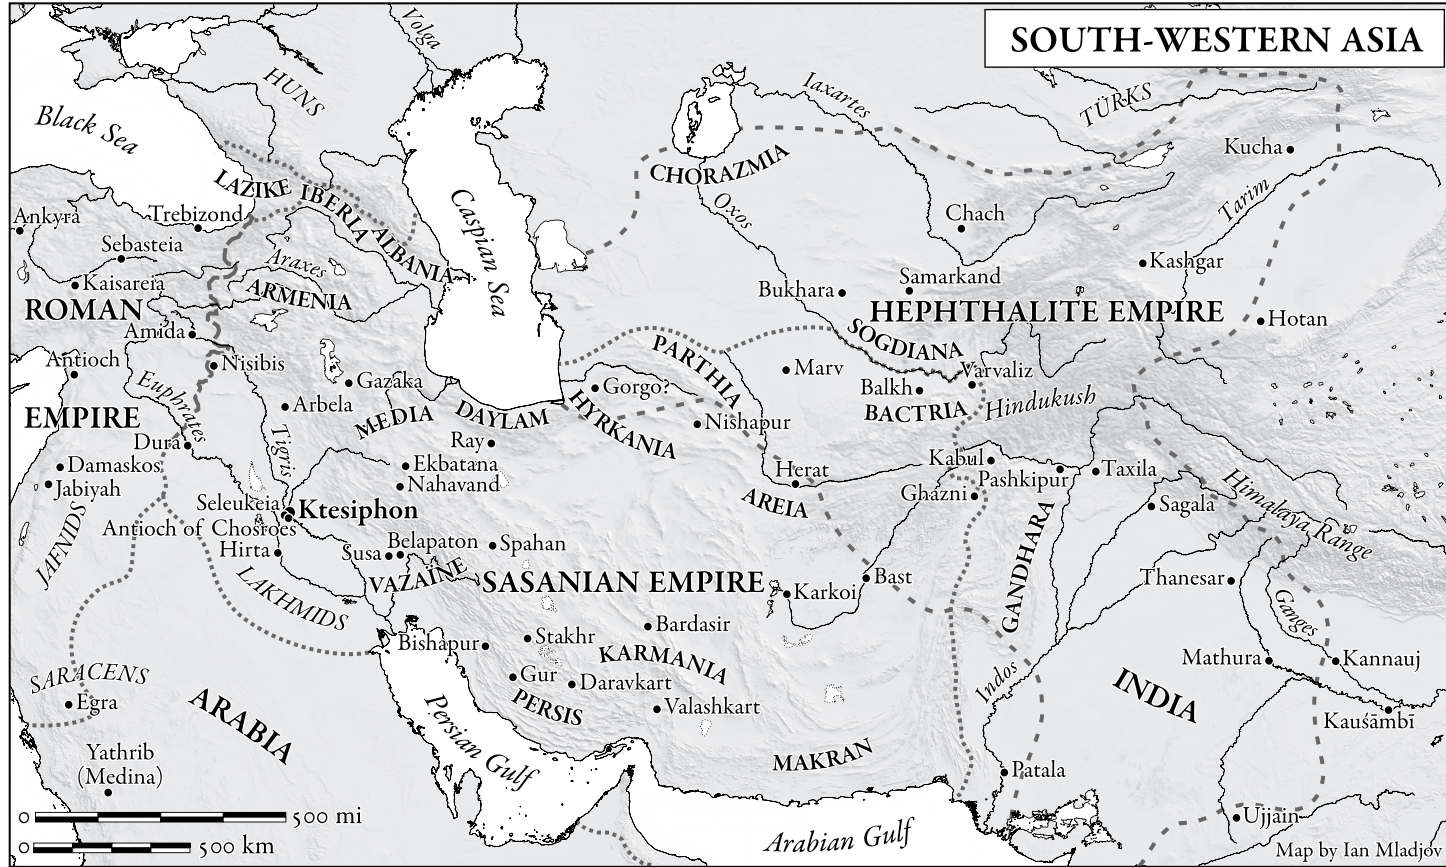 SOUTH-WESTERN ASIA
Volga
HUNS
Black Sea
Iaxartes
TÜRKS
Kucha
CHORAZMIA
LAZIKE
IBERIA
ALBANIA
Caspian Sea
Oxos
Tarim
Ankyra
Trebizond
Sebasteia
Chach
Araxes
Kashgar
Kaisareia
ARMENIA
Bukhara
Samarkand
ROMAN
EMPIRE
HEPHTHALITE EMPIRE
Hotan
Amida
SOGDIANA
Antioch
Nisibis
PARTHIA
Marv
Varvaliz
Euphrates
Gazaka
Gorgo?
Balkh
Hindukush
Arbela
MEDIA
DAYLAM
HYRKANIA
BACTRIA
Nishapur
Dura
Tigris
Ray
Damaskos
Ekbatana
Herat
Kabul
Pashkipur
Taxila
Jabiyah
Nahavand
AREIA
Ghazni
Himalaya Range
Seleukeia
Ktesiphon
Sagala
Antioch of Chosroes
JAFNIDS
Hirta
Belapaton
Susa
Spahan
GANDHARA
VAZAÏNE
SASANIAN EMPIRE
Bast
Thanesar
LAKHMIDS
Karkoi
Ganges
Bardasir
Bishapur
Stakhr
KARMANIA
Mathura
Kannauj
SARACENS
Gur
Daravkart
Indos
INDIA
Egra
ARABIA
PERSIS
Valashkart
Kauśāmbī
Persian Gulf
Yathrib
(Medina)
MAKRAN
Patala
0 500 mi
Arabian Gulf
Ujjain
0 500 km
Map by Ian Mladjov